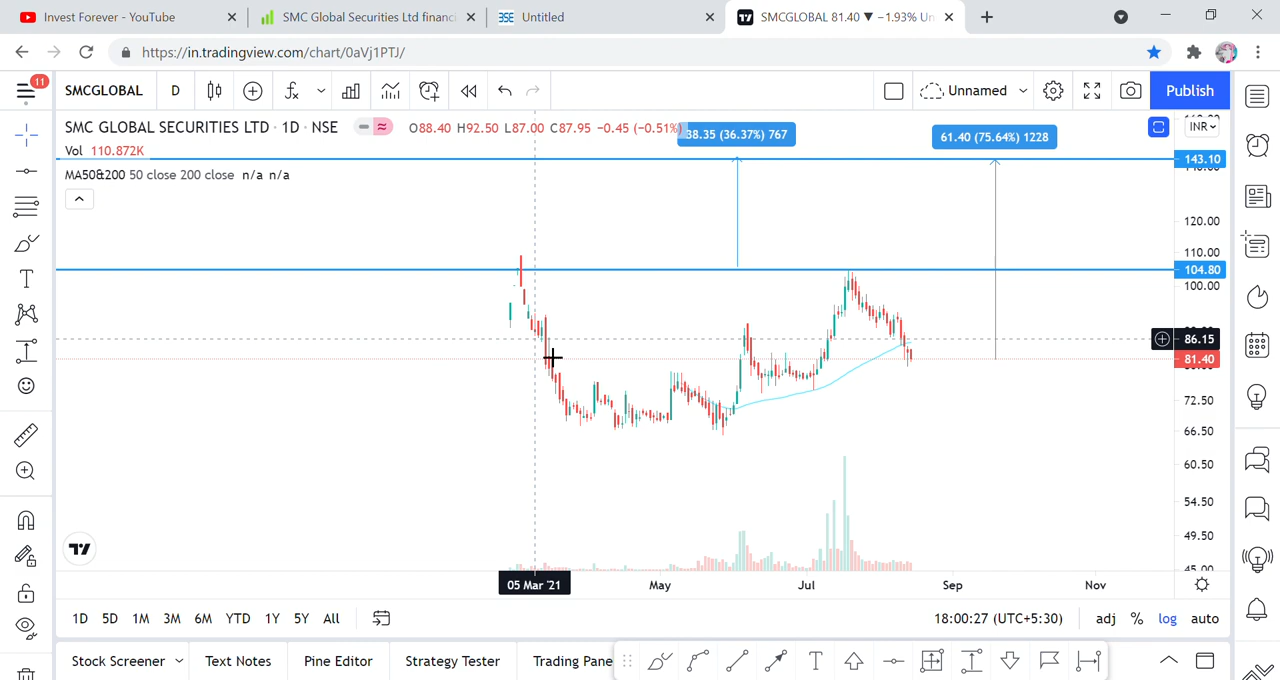 Invest Forever - YouTube
SMC Global Securities Ltd financi
BSE
Untitled
SMCGLOBAL 81.40 ▼ −1.93% Un
https://in.tradingview.com/chart/0aVj1PTJ/
11
SMCGLOBAL
D
Unnamed
Publish
SMC GLOBAL SECURITIES LTD · 1D · NSE
O88.40 H92.50 L87.00 C87.95 −0.45 (−0.51%)
38.35 (36.37%) 767
61.40 (75.64%) 1228
INR
Vol 110.872K
143.10
MA50&200 50 close 200 close n/a n/a
120.00
110.00
104.80
100.00
86.15
81.40
72.50
66.50
60.50
54.50
49.50
45.00
05 Mar '21
May
Jul
Sep
Nov
1D 5D 1M 3M 6M YTD 1Y 5Y All
18:00:27 (UTC+5:30)
adj % log auto
Stock Screener
Text Notes
Pine Editor
Strategy Tester
Trading Pane